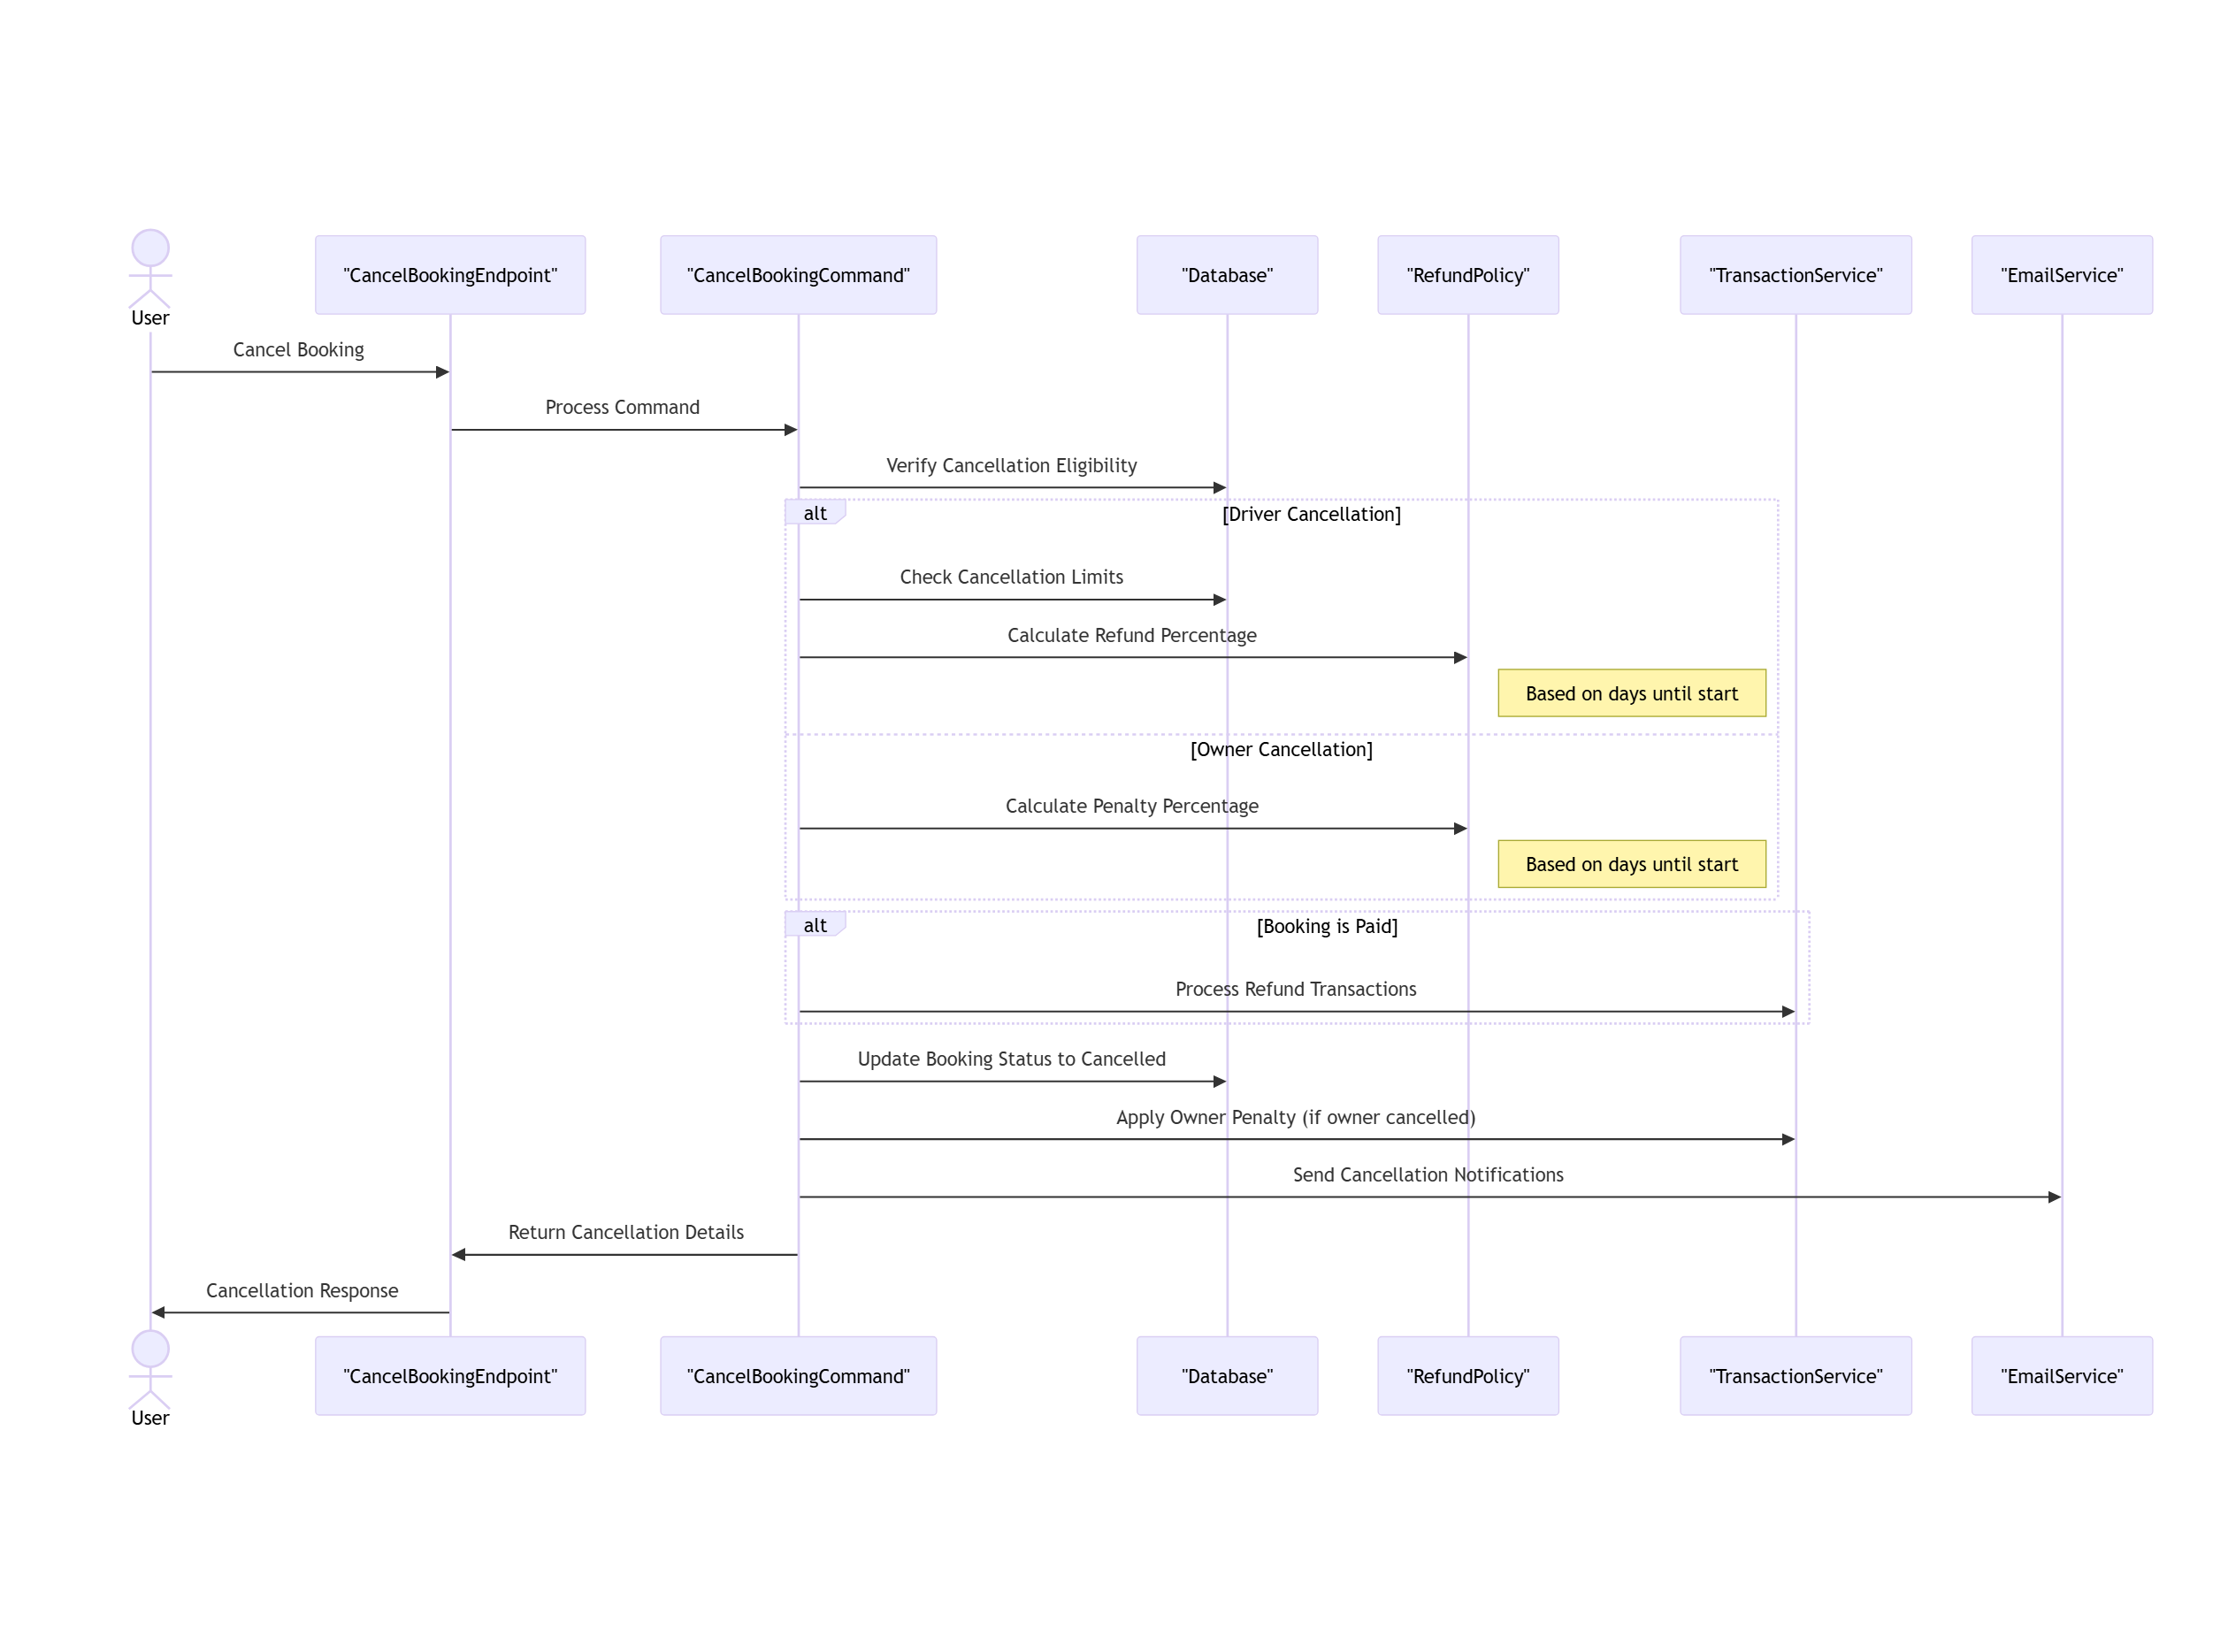 User
"CancelBookingEndpoint"
"CancelBookingCommand"
"Database"
"RefundPolicy"
"TransactionService"
"EmailService"
Cancel Booking
Process Command
Verify Cancellation Eligibility
alt
[Driver Cancellation]
Check Cancellation Limits
Calculate Refund Percentage
Based on days until start
[Owner Cancellation]
Calculate Penalty Percentage
Based on days until start
alt
[Booking is Paid]
Process Refund Transactions
Update Booking Status to Cancelled
Apply Owner Penalty (if owner cancelled)
Send Cancellation Notifications
Return Cancellation Details
Cancellation Response
User
"CancelBookingEndpoint"
"CancelBookingCommand"
"Database"
"RefundPolicy"
"TransactionService"
"EmailService"